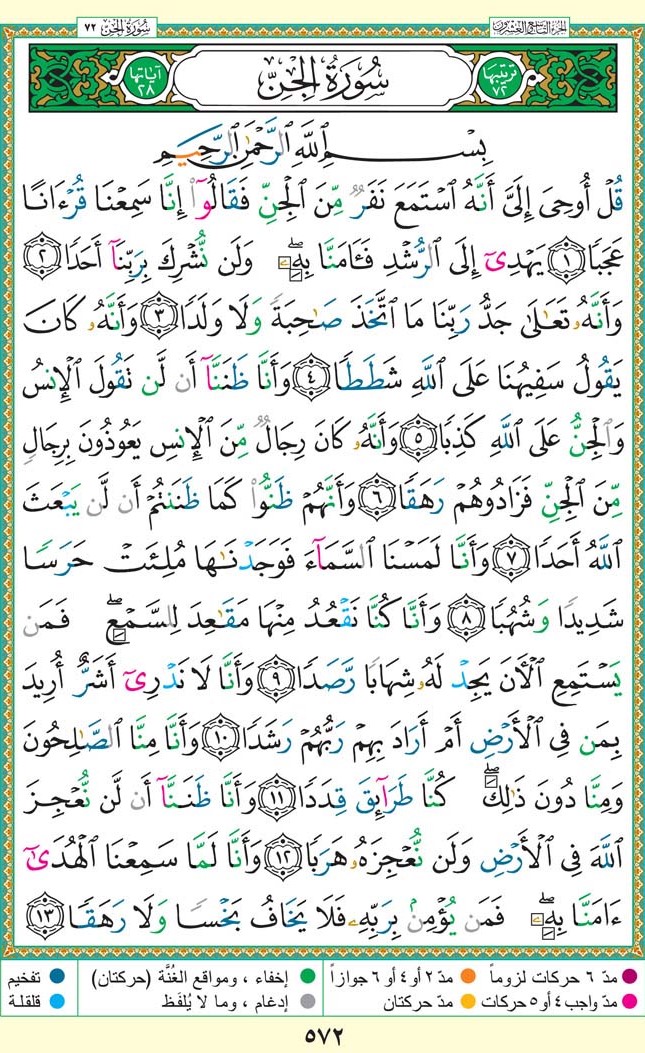 سُورَةُ الجِنّ ٧٢
الجزء التاسع والعشرون
ترتيبها ٧٢
سُورَةُ الجِنّ
آياتها ٢٨
بِسْمِ ٱللَّهِ ٱلرَّحْمَٰنِ ٱلرَّحِيمِ
قُلْ أُوحِىَ إِلَىَّ أَنَّهُ ٱسْتَمَعَ نَفَرٌ مِّنَ ٱلْجِنِّ فَقَالُوٓا۟ إِنَّا سَمِعْنَا قُرْءَانًا
عَجَبًا ١ يَهْدِىٓ إِلَى ٱلرُّشْدِ فَـَٔامَنَّا بِهِۦ ۖ وَلَن نُّشْرِكَ بِرَبِّنَآ أَحَدًا ٢
وَأَنَّهُۥ تَعَٰلَىٰ جَدُّ رَبِّنَا مَا ٱتَّخَذَ صَٰحِبَةً وَلَا وَلَدًا ٣ وَأَنَّهُۥ كَانَ
يَقُولُ سَفِيهُنَا عَلَى ٱللَّهِ شَطَطًا ٤ وَأَنَّا ظَنَنَّآ أَن لَّن تَقُولَ ٱلْإِنسُ
وَٱلْجِنُّ عَلَى ٱللَّهِ كَذِبًا ٥ وَأَنَّهُۥ كَانَ رِجَالٌ مِّنَ ٱلْإِنسِ يَعُوذُونَ بِرِجَالٍ
مِّنَ ٱلْجِنِّ فَزَادُوهُمْ رَهَقًا ٦ وَأَنَّهُمْ ظَنُّوا۟ كَمَا ظَنَنتُمْ أَن لَّن يَبْعَثَ
ٱللَّهُ أَحَدًا ٧ وَأَنَّا لَمَسْنَا ٱلسَّمَآءَ فَوَجَدْنَٰهَا مُلِئَتْ حَرَسًا
شَدِيدًا وَشُهُبًا ٨ وَأَنَّا كُنَّا نَقْعُدُ مِنْهَا مَقَٰعِدَ لِلسَّمْعِ ۖ فَمَن
يَسْتَمِعِ ٱلْـَٔانَ يَجِدْ لَهُۥ شِهَابًا رَّصَدًا ٩ وَأَنَّا لَا نَدْرِىٓ أَشَرٌّ أُرِيدَ
بِمَن فِى ٱلْأَرْضِ أَمْ أَرَادَ بِهِمْ رَبُّهُمْ رَشَدًا ١٠ وَأَنَّا مِنَّا ٱلصَّٰلِحُونَ
وَمِنَّا دُونَ ذَٰلِكَ ۖ كُنَّا طَرَآئِقَ قِدَدًا ١١ وَأَنَّا ظَنَنَّآ أَن لَّن نُّعْجِزَ
ٱللَّهَ فِى ٱلْأَرْضِ وَلَن نُّعْجِزَهُۥ هَرَبًا ١٢ وَأَنَّا لَمَّا سَمِعْنَا ٱلْهُدَىٰٓ
ءَامَنَّا بِهِۦ ۖ فَمَن يُؤْمِنۢ بِرَبِّهِۦ فَلَا يَخَافُ بَخْسًا وَلَا رَهَقًا ١٣
مدّ ٦ حركات لزوماً مدّ ٢ أو ٤ أو ٦ جوازاً إخفاء ، ومواقع الغُنَّة (حركتان) تفخيم
مدّ واجب ٤ أو ٥ حركات مدّ حركتان إدغام ، وما لا يُلفَظ قلقلة
٥٧٢